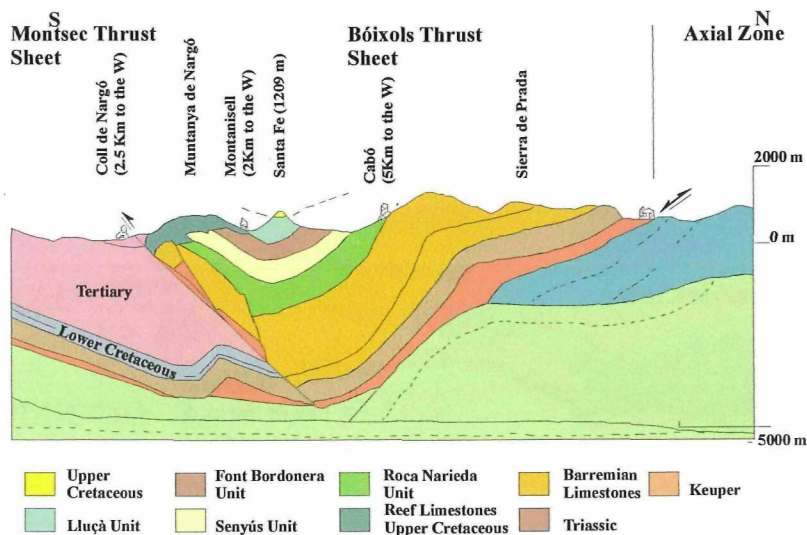 S
Montsec Thrust
Sheet
Bóixols Thrust
Sheet
N
Axial Zone
Coll de Nargó
(2.5 Km to the W)
Muntanya de Nargó
Montanisell
(2Km to the W)
Santa Fe (1209 m)
Cabó
(5Km to the W)
Sierra de Prada
2000 m
0 m
Tertiary
Lower Cretaceous
5000 m
Upper
Cretaceous
Font Bordonera
Unit
Roca Narieda
Unit
Barremian
Limestones
Keuper
Lluçà Unit
Senyús Unit
Reef Limestones
Upper Cretaceous
Triassic